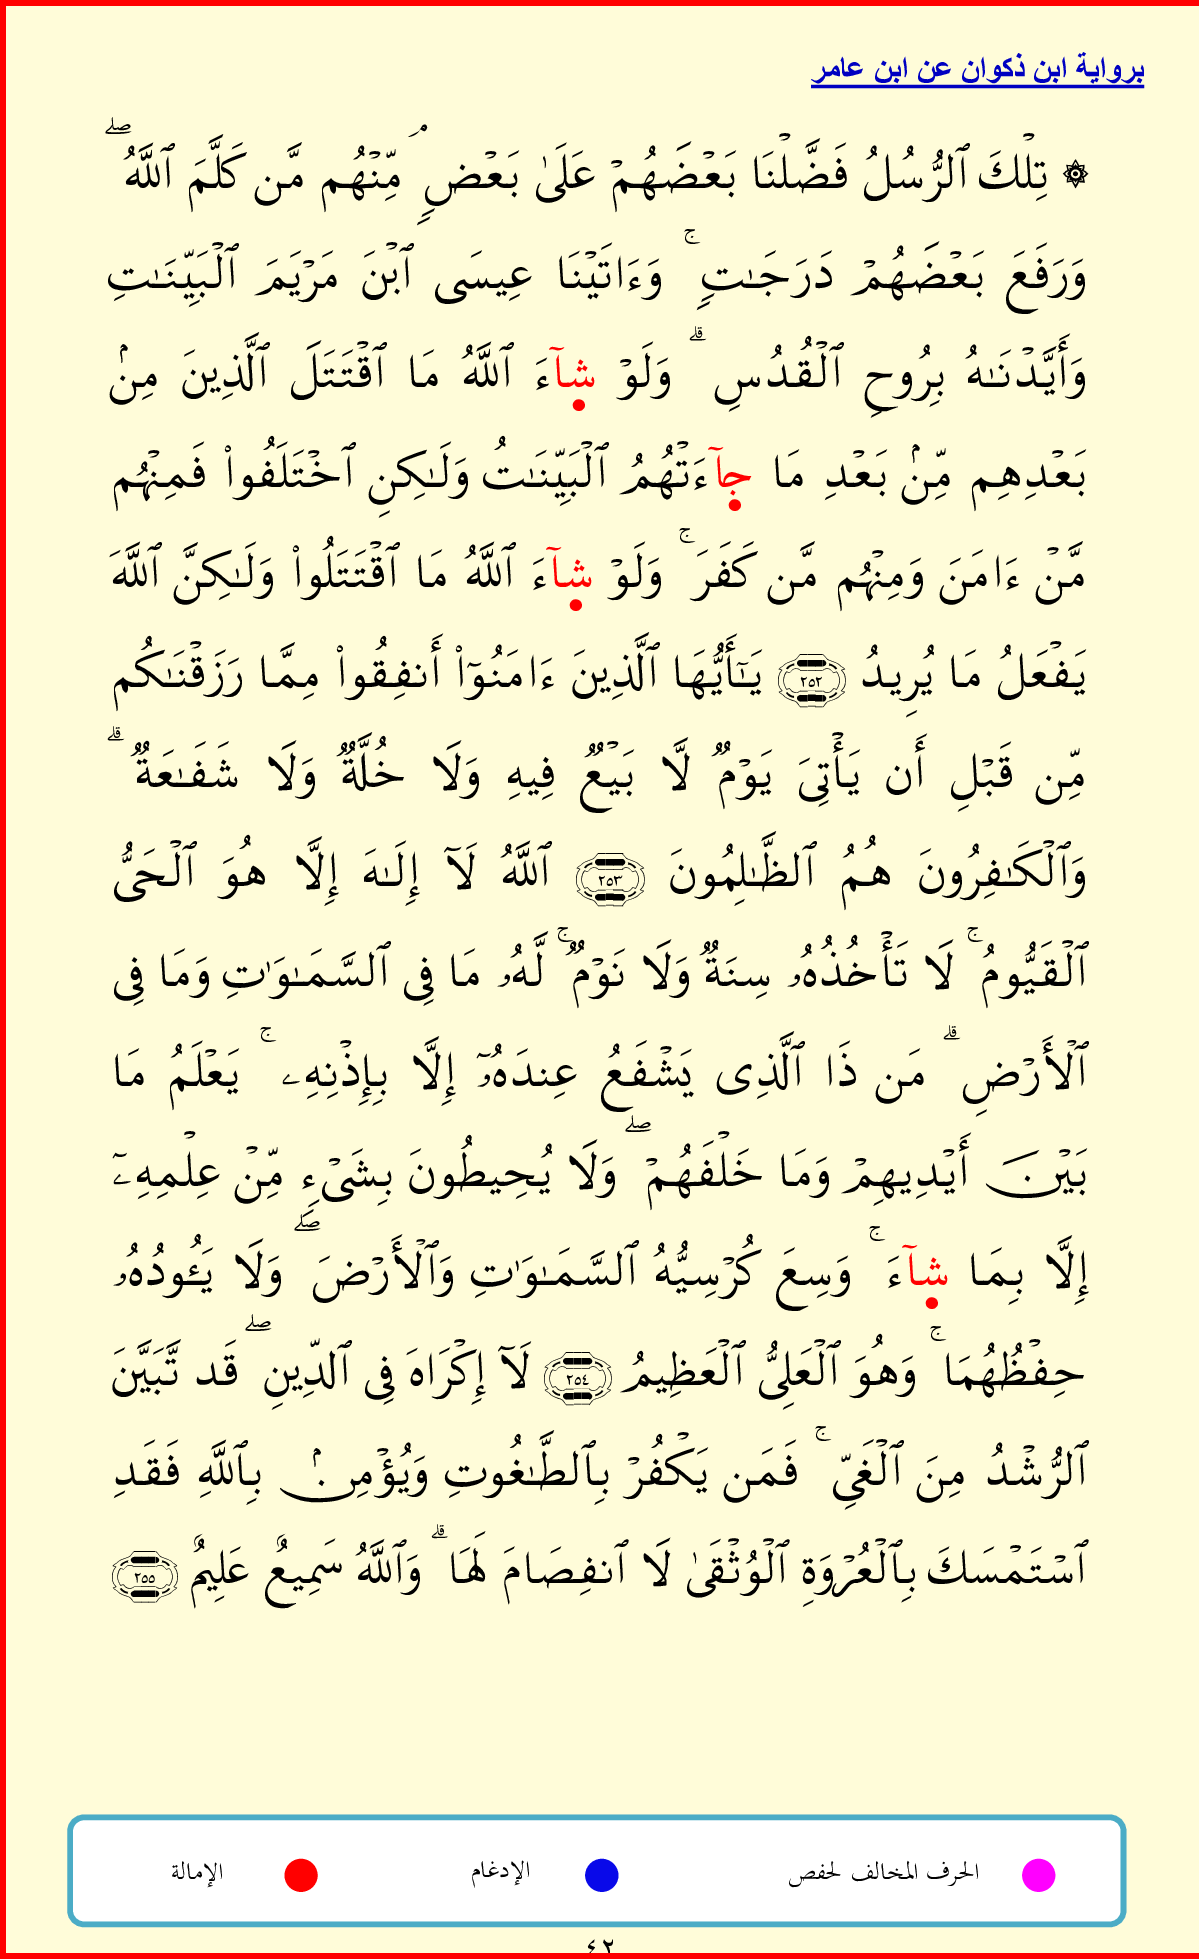 برواية ابن ذكوان عن ابن عامر
۞ تِلۡكَ ٱلرُّسُلُ فَضَّلۡنَا بَعۡضَهُمۡ عَلَىٰ بَعۡضٖۘ مِّنۡهُم مَّن كَلَّمَ ٱللَّهُۖ
وَرَفَعَ بَعۡضَهُمۡ دَرَجَٰتٖۚ وَءَاتَيۡنَا عِيسَى ٱبۡنَ مَرۡيَمَ ٱلۡبَيِّنَٰتِ
وَأَيَّدۡنَٰهُ بِرُوحِ ٱلۡقُدُسِۗ وَلَوۡ شَآءَ ٱللَّهُ مَا ٱقۡتَتَلَ ٱلَّذِينَ مِنۢ
بَعۡدِهِم مِّنۢ بَعۡدِ مَا جَآءَتۡهُمُ ٱلۡبَيِّنَٰتُ وَلَٰكِنِ ٱخۡتَلَفُواْ فَمِنۡهُم
مَّنۡ ءَامَنَ وَمِنۡهُم مَّن كَفَرَۚ وَلَوۡ شَآءَ ٱللَّهُ مَا ٱقۡتَتَلُواْ وَلَٰكِنَّ ٱللَّهَ
يَفۡعَلُ مَا يُرِيدُ ٢٥٢ يَٰٓأَيُّهَا ٱلَّذِينَ ءَامَنُوٓاْ أَنفِقُواْ مِمَّا رَزَقۡنَٰكُم
مِّن قَبۡلِ أَن يَأۡتِيَ يَوۡمٞ لَّا بَيۡعٞ فِيهِ وَلَا خُلَّةٞ وَلَا شَفَٰعَةٞۗ
وَٱلۡكَٰفِرُونَ هُمُ ٱلظَّٰلِمُونَ ٢٥٣ ٱللَّهُ لَآ إِلَٰهَ إِلَّا هُوَ ٱلۡحَيُّ
ٱلۡقَيُّومُۚ لَا تَأۡخُذُهُۥ سِنَةٞ وَلَا نَوۡمٞۚ لَّهُۥ مَا فِي ٱلسَّمَٰوَٰتِ وَمَا فِي
ٱلۡأَرۡضِۗ مَن ذَا ٱلَّذِي يَشۡفَعُ عِندَهُۥٓ إِلَّا بِإِذۡنِهِۦۚ يَعۡلَمُ مَا
بَيۡنَ أَيۡدِيهِمۡ وَمَا خَلۡفَهُمۡۖ وَلَا يُحِيطُونَ بِشَيۡءٖ مِّنۡ عِلۡمِهِۦٓ
إِلَّا بِمَا شَآءَۚ وَسِعَ كُرۡسِيُّهُ ٱلسَّمَٰوَٰتِ وَٱلۡأَرۡضَۖ وَلَا يَـُٔودُهُۥ
حِفۡظُهُمَاۚ وَهُوَ ٱلۡعَلِيُّ ٱلۡعَظِيمُ ٢٥٤ لَآ إِكۡرَاهَ فِي ٱلدِّينِۖ قَد تَّبَيَّنَ
ٱلرُّشۡدُ مِنَ ٱلۡغَيِّۚ فَمَن يَكۡفُرۡ بِٱلطَّٰغُوتِ وَيُؤۡمِنۢ بِٱللَّهِ فَقَدِ
ٱسۡتَمۡسَكَ بِٱلۡعُرۡوَةِ ٱلۡوُثۡقَىٰ لَا ٱنفِصَامَ لَهَاۗ وَٱللَّهُ سَمِيعٌ عَلِيمٌ ٢٥٥
الحرف المخالف لحفص الإدغام الإمالة
٤٢